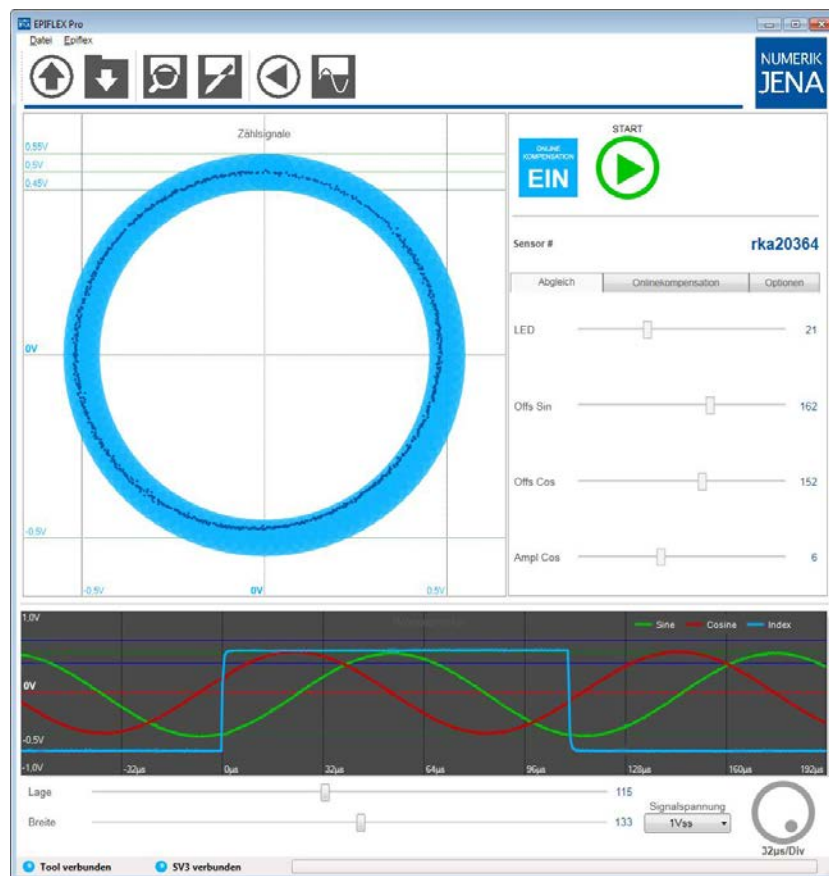 EPIFLEX Pro
Datei Epiflex
NUMERIK
JENA
Zählsignale
0,55V
0,5V
0,45V
0V
-0,5V
-0,5V 0V 0,5V
ONLINE
KOMPENSATION
EIN
START
Sensor # rka20364
Abgleich Onlinekompensation Optionen
LED 21
Offs Sin 162
Offs Cos 152
Ampl Cos 6
1,0V
Sine Cosine Index
0V
-0,5V
-1,0V -32µs 0µs 32µs 64µs 96µs 128µs 160µs 192µs
Lage 115
Breite 133
Signalspannung
1Vss
32µs/Div
Tool verbunden SV3 verbunden